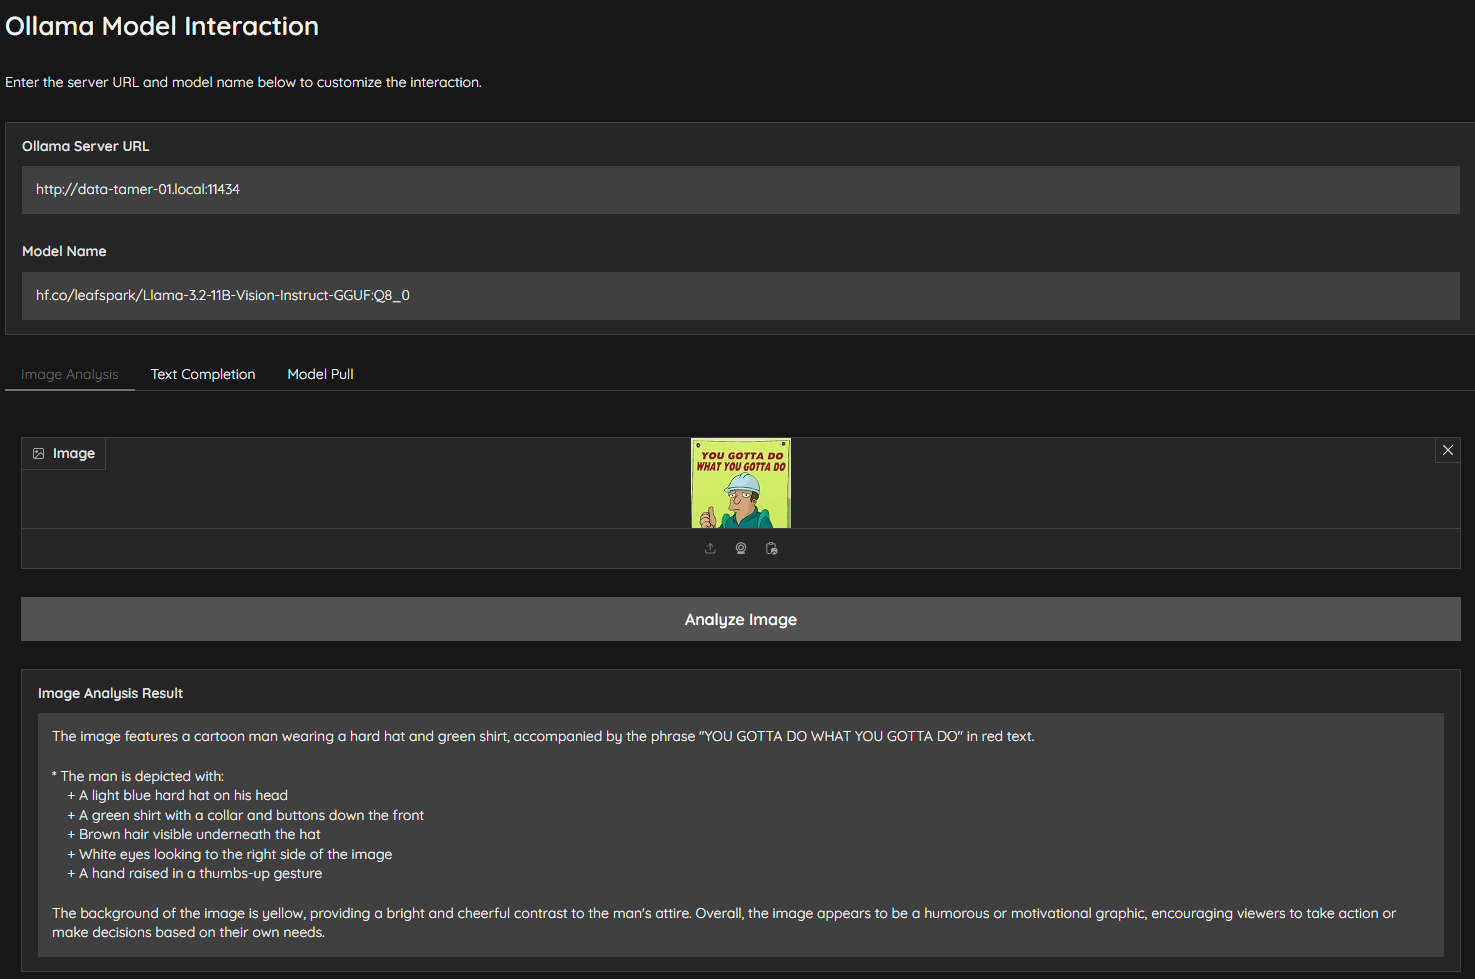 Ollama Model Interaction
Enter the server URL and model name below to customize the interaction.
Ollama Server URL
http://data-tamer-01.local:11434
Model Name
hf.co/leafspark/Llama-3.2-11B-Vision-Instruct-GGUF:Q8_0
Image Analysis Text Completion Model Pull
Image
YOU GOTTA DO
WHAT YOU GOTTA DO
Analyze Image
Image Analysis Result
The image features a cartoon man wearing a hard hat and green shirt, accompanied by the phrase "YOU GOTTA DO WHAT YOU GOTTA DO" in red text.
* The man is depicted with:
+ A light blue hard hat on his head
+ A green shirt with a collar and buttons down the front
+ Brown hair visible underneath the hat
+ White eyes looking to the right side of the image
+ A hand raised in a thumbs-up gesture
The background of the image is yellow, providing a bright and cheerful contrast to the man's attire. Overall, the image appears to be a humorous or motivational graphic, encouraging viewers to take action or
make decisions based on their own needs.